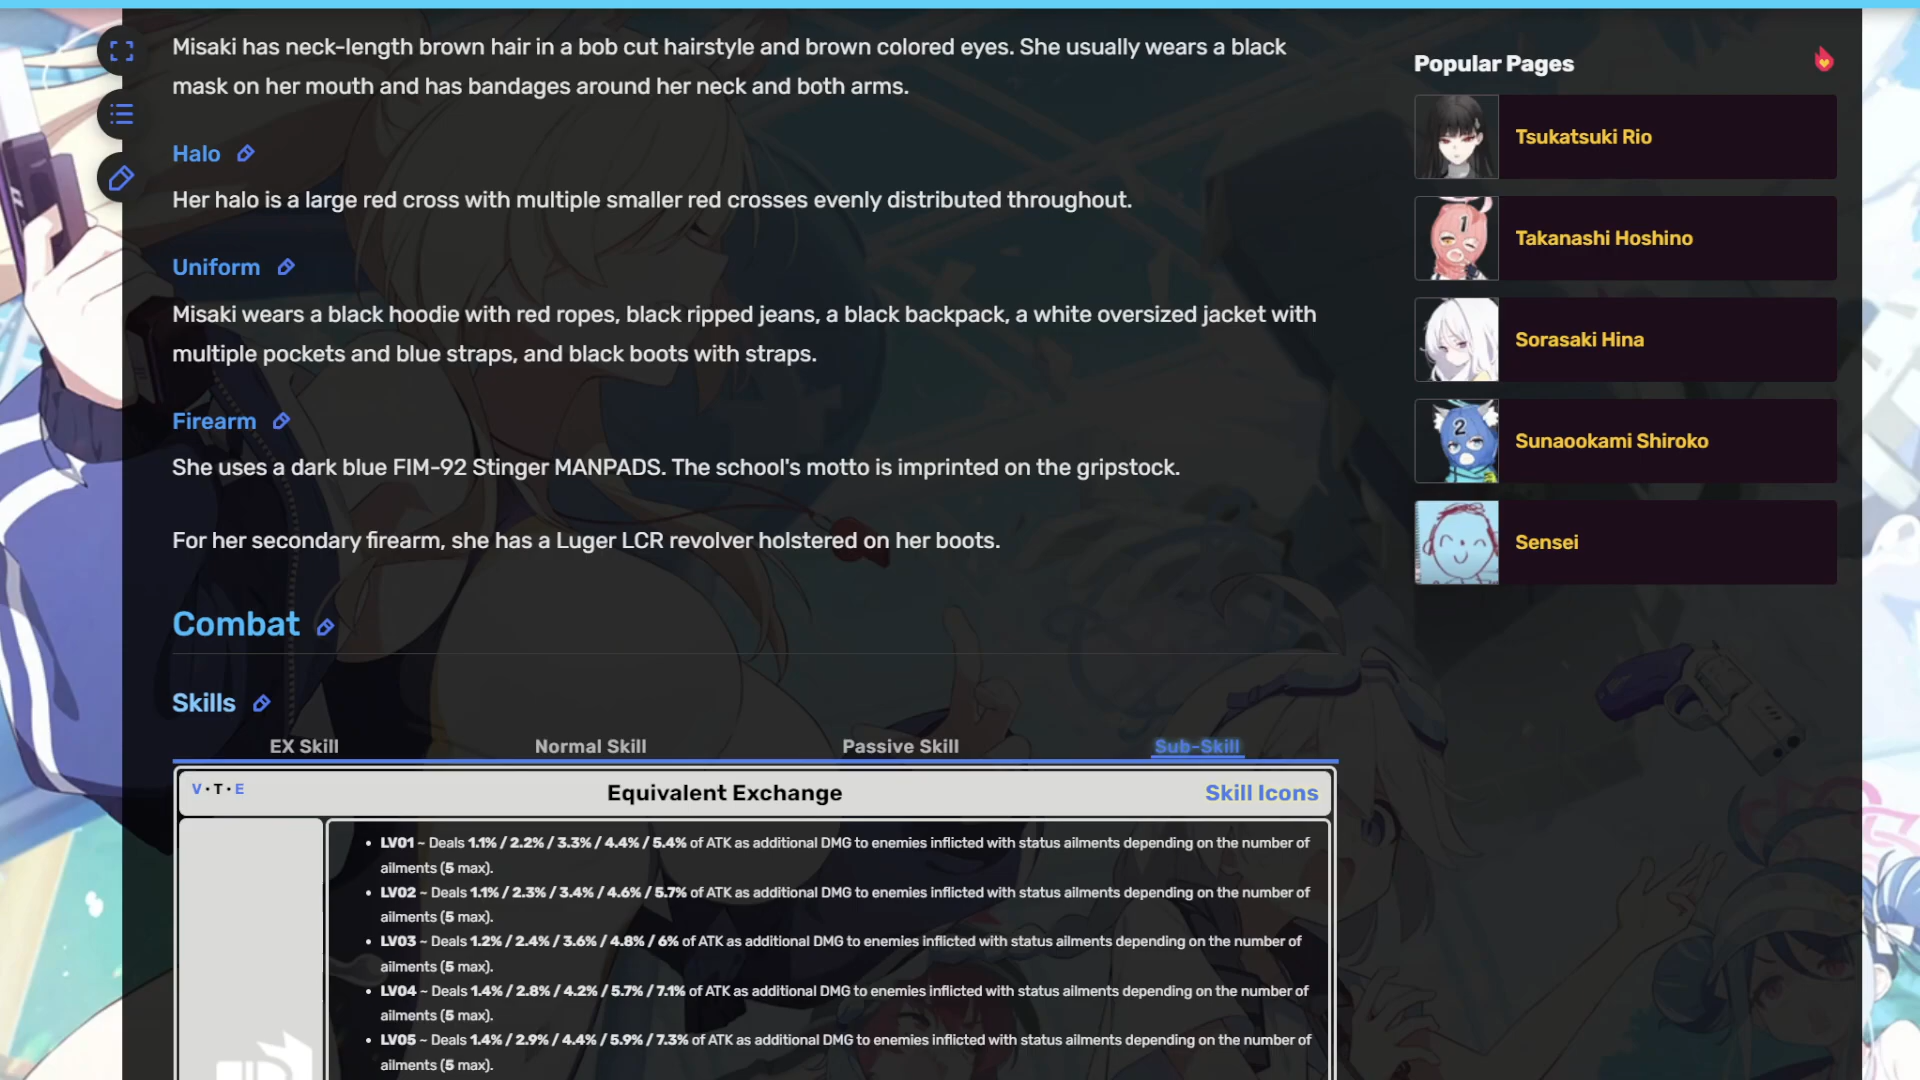 Misaki has neck-length brown hair in a bob cut hairstyle and brown colored eyes. She usually wears a black
mask on her mouth and has bandages around her neck and both arms.
Halo
Her halo is a large red cross with multiple smaller red crosses evenly distributed throughout.
Uniform
Misaki wears a black hoodie with red ropes, black ripped jeans, a black backpack, a white oversized jacket with
multiple pockets and blue straps, and black boots with straps.
Firearm
She uses a dark blue FIM-92 Stinger MANPADS. The school's motto is imprinted on the gripstock.
For her secondary firearm, she has a Luger LCR revolver holstered on her boots.
Combat
Skills
EX Skill Normal Skill Passive Skill Sub-Skill
V · T · E Equivalent Exchange Skill Icons
• LV01 ~ Deals 1.1% / 2.2% / 3.3% / 4.4% / 5.4% of ATK as additional DMG to enemies inflicted with status ailments depending on the number of
ailments (5 max).
• LV02 ~ Deals 1.1% / 2.3% / 3.4% / 4.6% / 5.7% of ATK as additional DMG to enemies inflicted with status ailments depending on the number of
ailments (5 max).
• LV03 ~ Deals 1.2% / 2.4% / 3.6% / 4.8% / 6% of ATK as additional DMG to enemies inflicted with status ailments depending on the number of
ailments (5 max).
• LV04 ~ Deals 1.4% / 2.8% / 4.2% / 5.7% / 7.1% of ATK as additional DMG to enemies inflicted with status ailments depending on the number of
ailments (5 max).
• LV05 ~ Deals 1.4% / 2.9% / 4.4% / 5.9% / 7.3% of ATK as additional DMG to enemies inflicted with status ailments depending on the number of
ailments (5 max).
Popular Pages
Tsukatsuki Rio
1
Takanashi Hoshino
Sorasaki Hina
2
Sunaookami Shiroko
Sensei